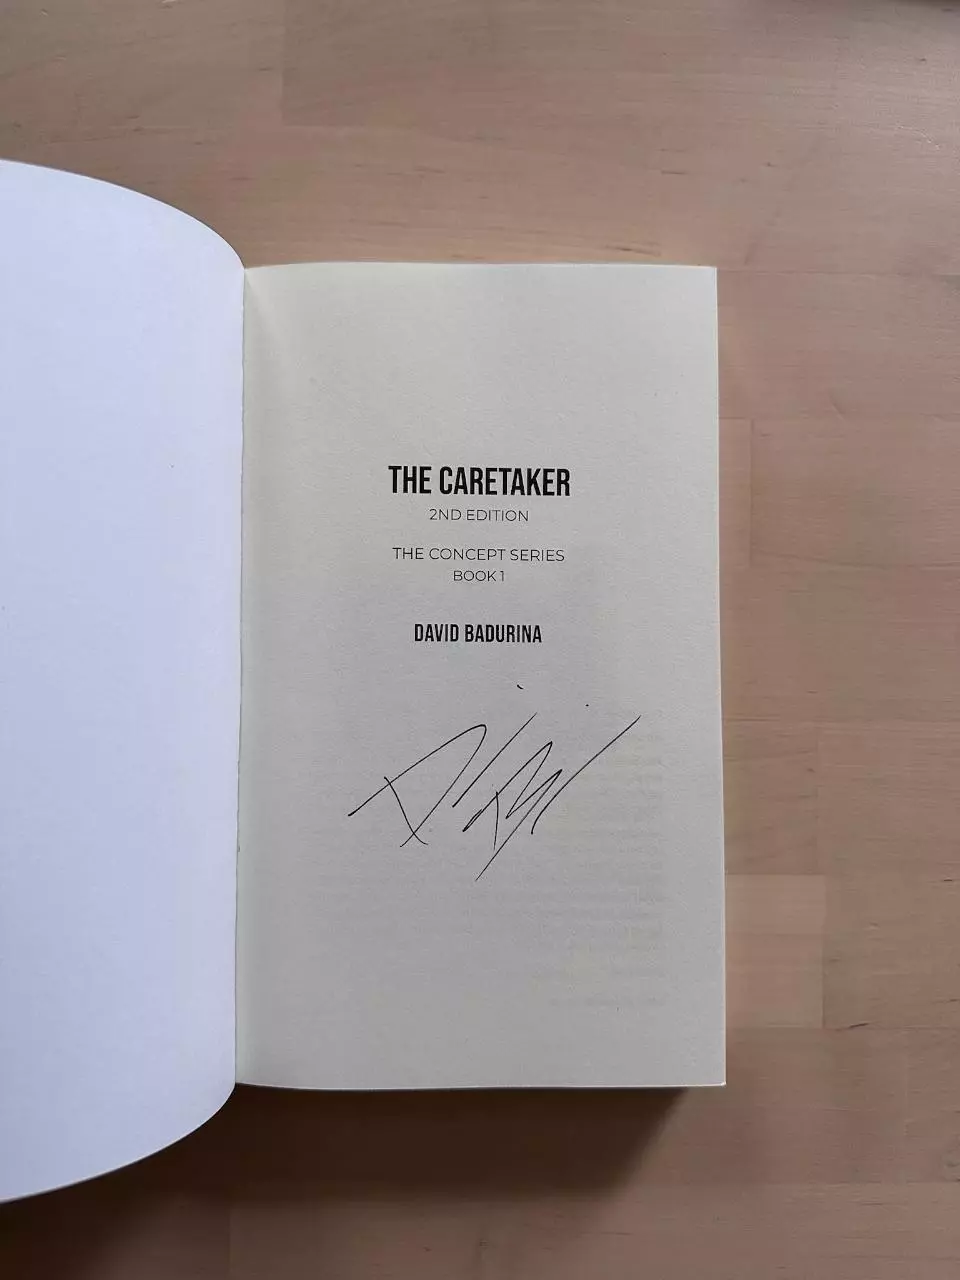 THE CARETAKER
2ND EDITION
THE CONCEPT SERIES
BOOK 1
DAVID BADURINA